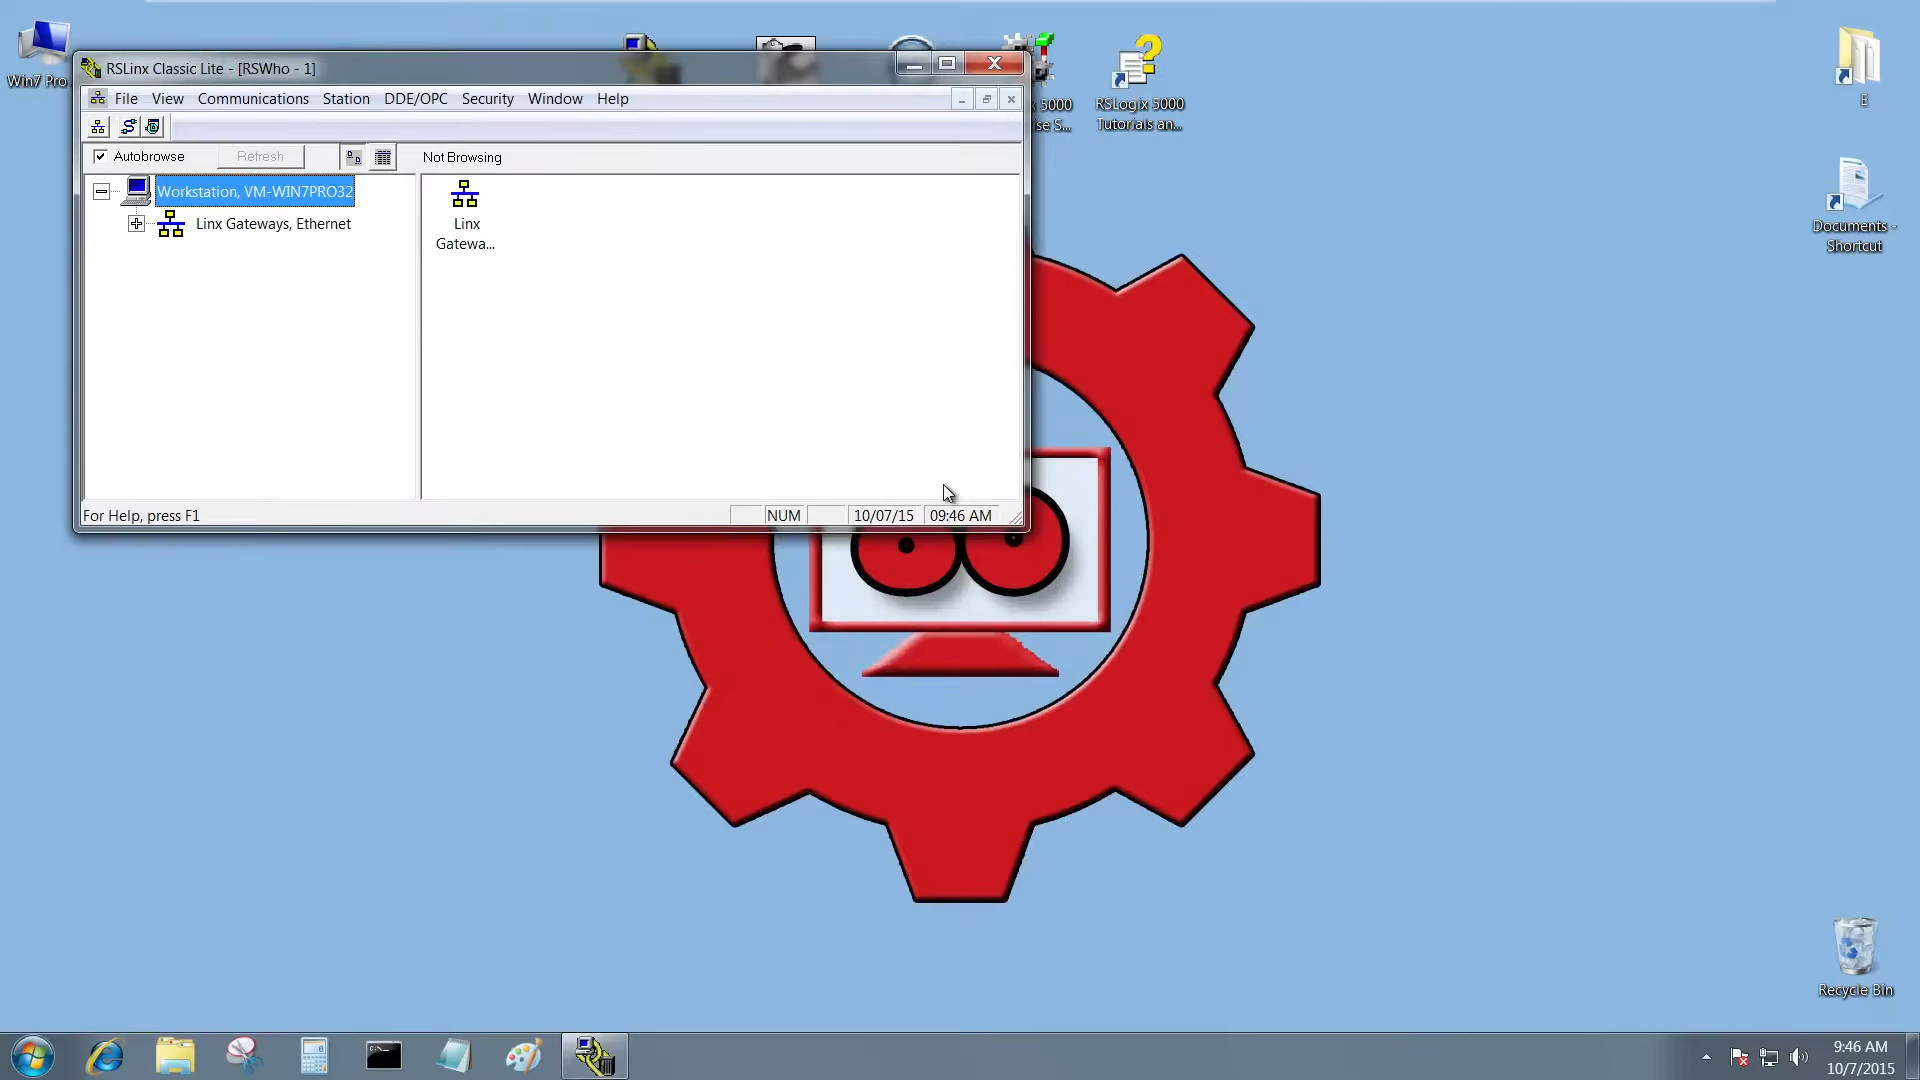 Win7 Pro
RSLinx Classic Lite - [RSWho - 1]
File View Communications Station DDE/OPC Security Window Help
Autobrowse Refresh Not Browsing
Workstation, VM-WIN7PRO32
Linx Gateways, Ethernet
Linx
Gatewa...
For Help, press F1
NUM 10/07/15 09:46 AM
5000
se S...
RSLogix 5000
Tutorials an...
E
Documents -
Shortcut
Recycle Bin
9:46 AM
10/7/2015